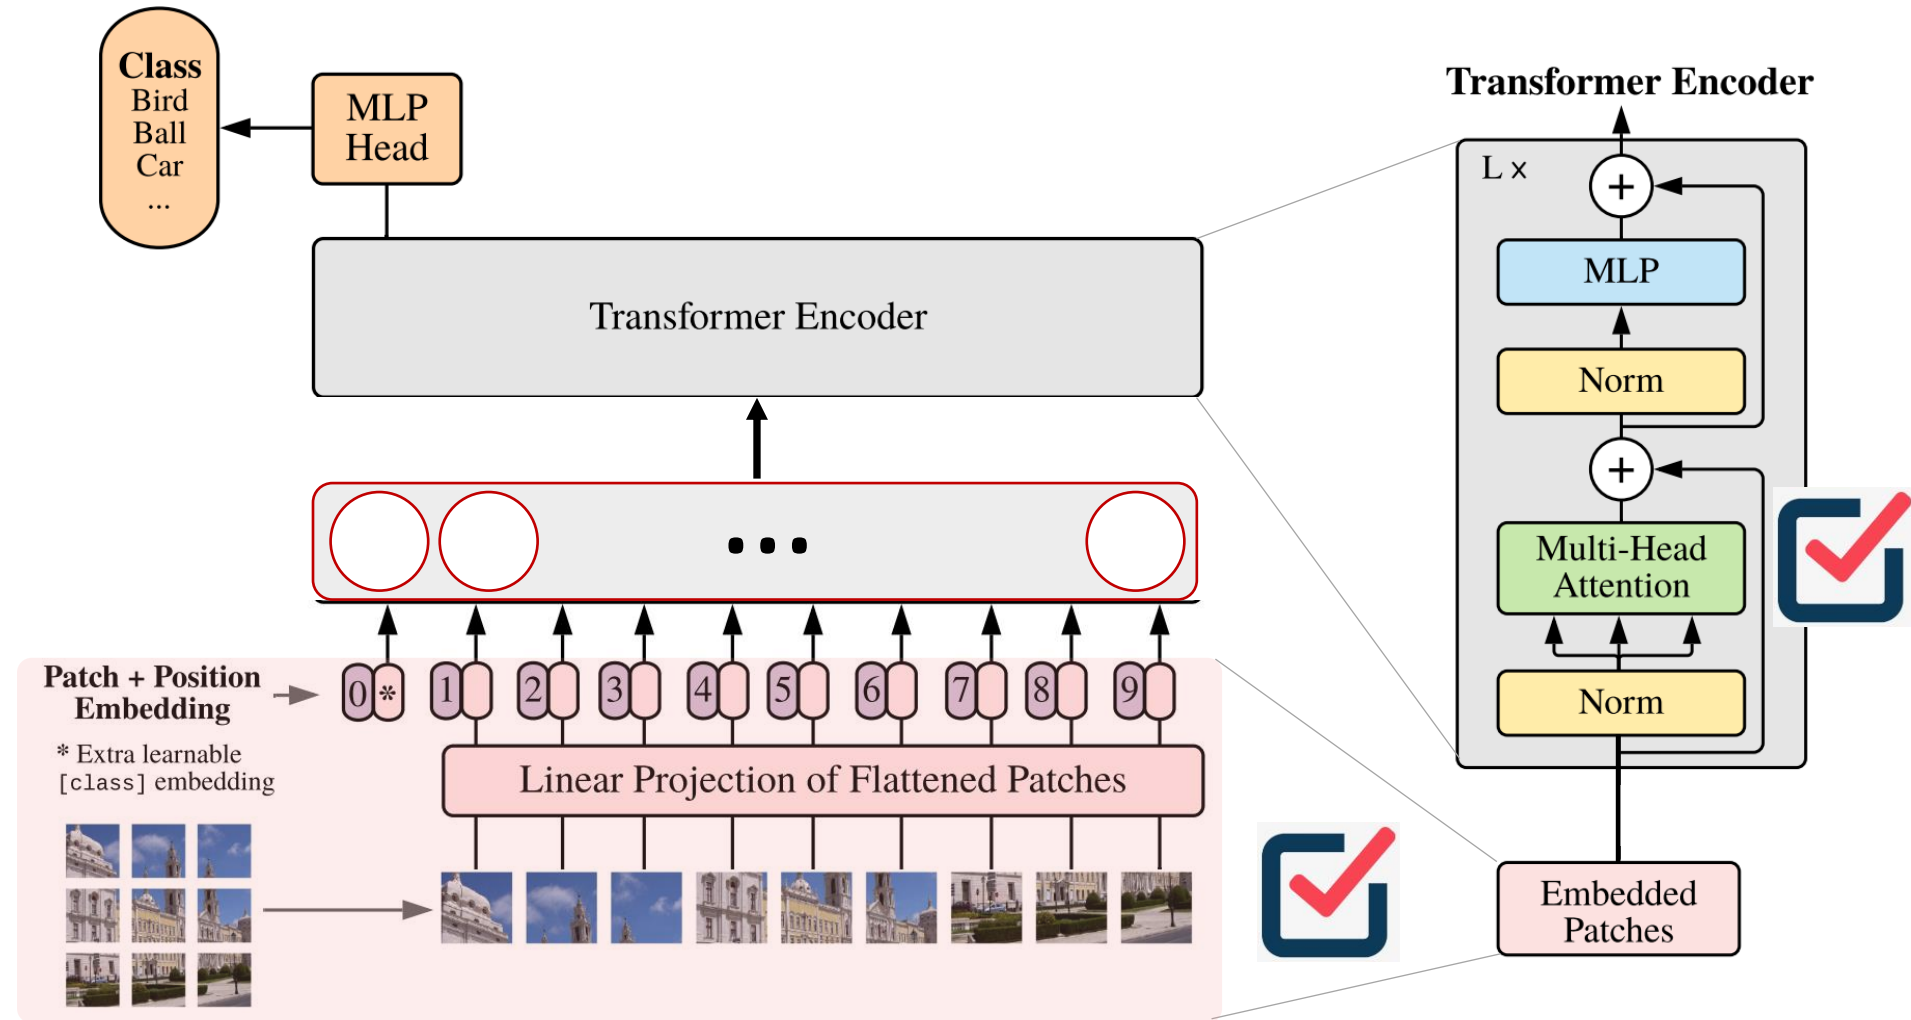 Class
Bird
Ball
Car
...
MLP
Head
Transformer Encoder
Patch + Position
Embedding
* Extra learnable
[class] embedding
0 *
1
2
3
4
5
6
7
8
9
Linear Projection of Flattened Patches
Transformer Encoder
L ×
+
MLP
Norm
+
Multi-Head
Attention
Norm
Embedded
Patches